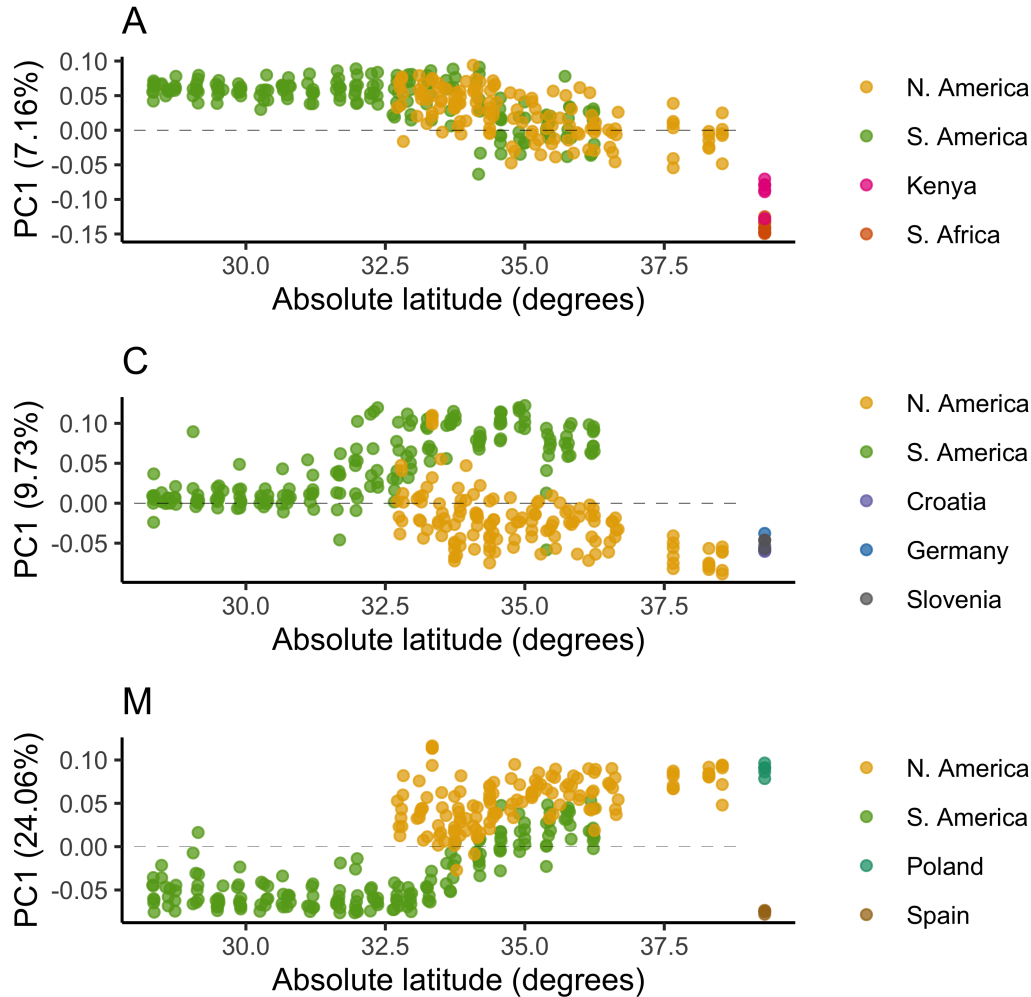 A
PC1 (7.16%)
0.10
0.05
0.00
-0.05
-0.10
-0.15
30.0 32.5 35.0 37.5
Absolute latitude (degrees)
N. America
S. America
Kenya
S. Africa
C
PC1 (9.73%)
0.10
0.05
0.00
-0.05
30.0 32.5 35.0 37.5
Absolute latitude (degrees)
N. America
S. America
Croatia
Germany
Slovenia
M
PC1 (24.06%)
0.10
0.05
0.00
-0.05
30.0 32.5 35.0 37.5
Absolute latitude (degrees)
N. America
S. America
Poland
Spain